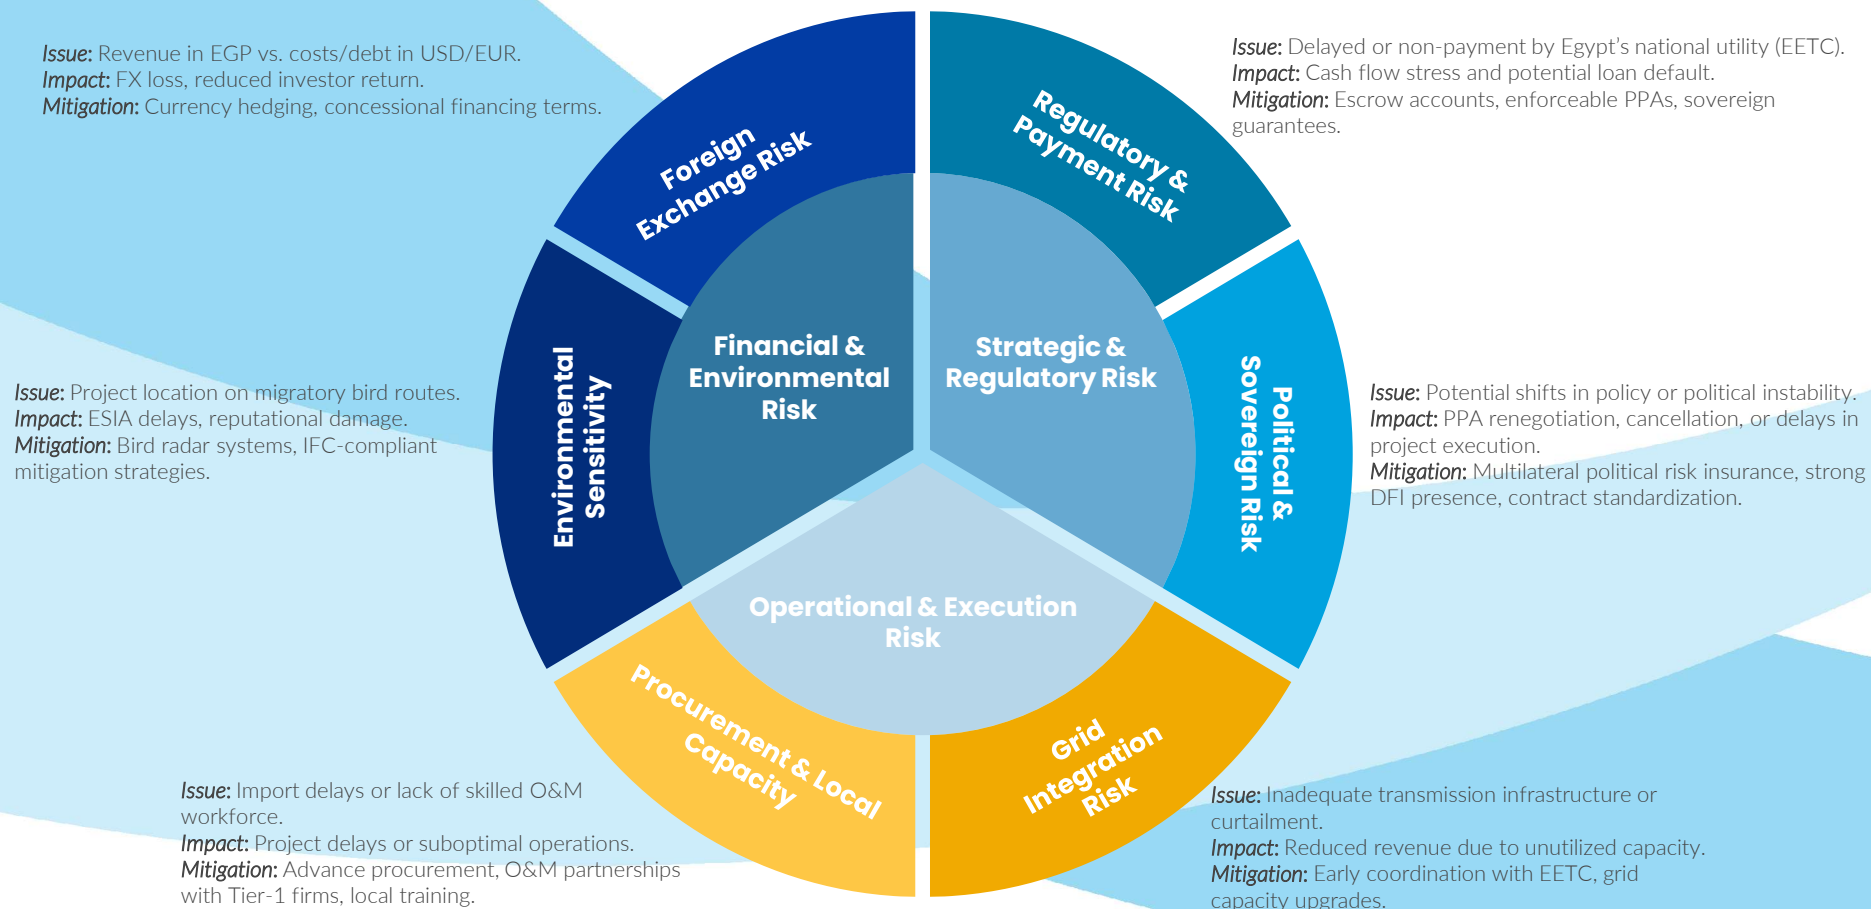 Issue: Revenue in EGP vs. costs/debt in USD/EUR.
Impact: FX loss, reduced investor return.
Mitigation: Currency hedging, concessional financing terms.
Foreign
Exchange Risk
Regulatory &
Payment Risk
Issue: Delayed or non-payment by Egypt's national utility (EETC).
Impact: Cash flow stress and potential loan default.
Mitigation: Escrow accounts, enforceable PPAs, sovereign
guarantees.
Issue: Project location on migratory bird routes.
Impact: ESIA delays, reputational damage.
Mitigation: Bird radar systems, IFC-compliant
mitigation strategies.
Environmental
Sensitivity
Financial &
Environmental
Risk
Strategic &
Regulatory Risk
Political &
Sovereign Risk
Issue: Potential shifts in policy or political instability.
Impact: PPA renegotiation, cancellation, or delays in
project execution.
Mitigation: Multilateral political risk insurance, strong
DFI presence, contract standardization.
Operational & Execution
Risk
Procurement & Local
Capacity
Grid
Integration
Risk
Issue: Import delays or lack of skilled O&M
workforce.
Impact: Project delays or suboptimal operations.
Mitigation: Advance procurement, O&M partnerships
with Tier-1 firms, local training.
Issue: Inadequate transmission infrastructure or
curtailment.
Impact: Reduced revenue due to unutilized capacity.
Mitigation: Early coordination with EETC, grid
capacity upgrades.